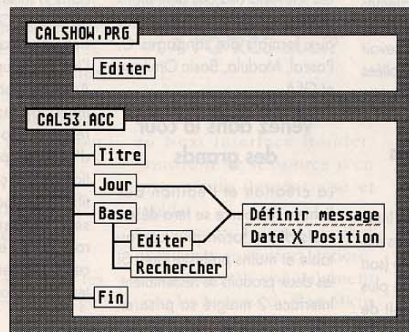 CALSHOW.PRG
Editer
CAL53.ACC
Titre
Jour
Base
Définir message
Date X Position
Editer
Rechercher
Fin